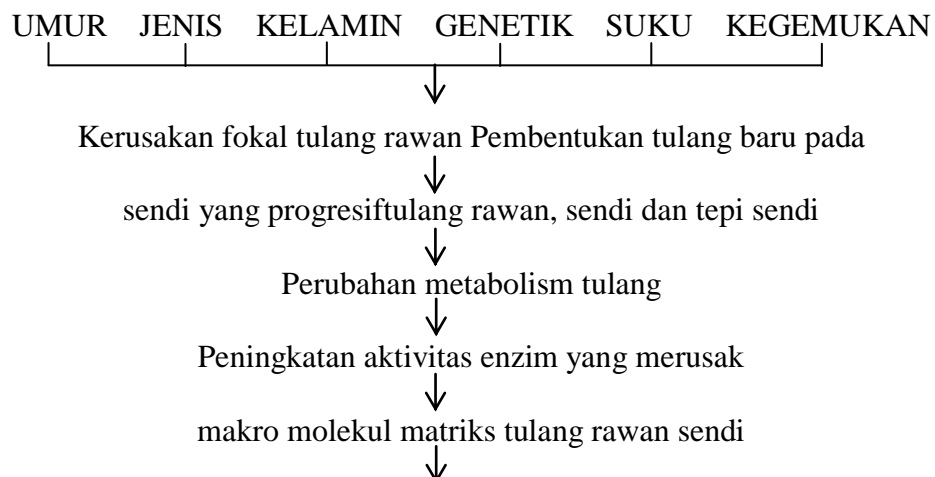 UMUR JENIS KELAMIN GENETIK SUKU KEGEMUKAN
Kerusakan fokal tulang rawan Pembentukan tulang baru pada
sendi yang progresiftulang rawan, sendi dan tepi sendi
Perubahan metabolism tulang
Peningkatan aktivitas enzim yang merusak
makro molekul matriks tulang rawan sendi